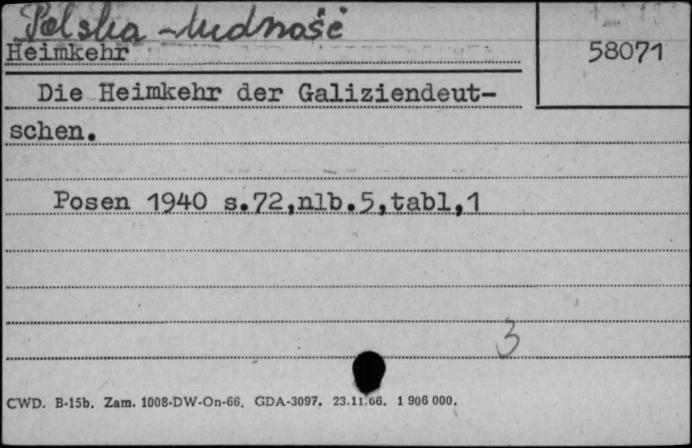 Polska - ludność
Heimkehr
58071
Die Heimkehr der Galiziendeut-
schen.
Posen 1940 s.72,nlb.5,tabl,1
3
CWD. B-15b. Zam. 1008-DW-On-66. GDA-3097. 23.11.66. 1 906 000.